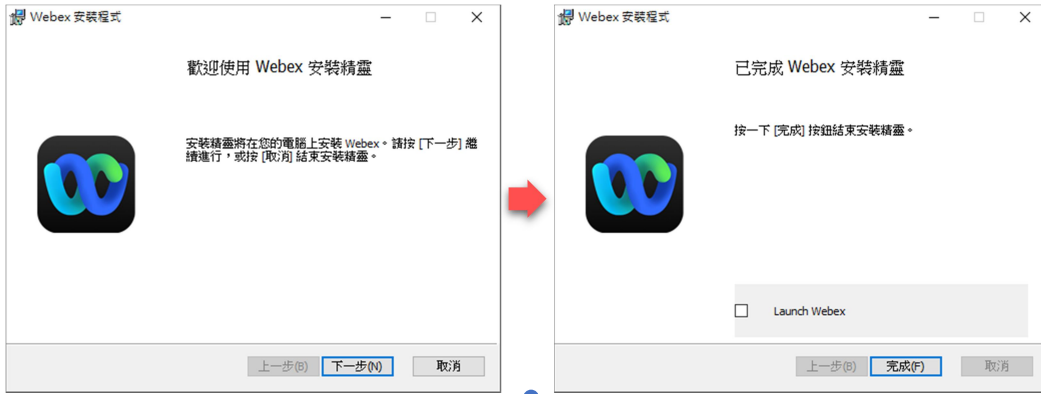 Webex 安裝程式
歡迎使用 Webex 安裝精靈
安裝精靈將在您的電腦上安裝 Webex。請按 [下一步] 繼
續進行，或按 [取消] 結束安裝精靈。
上一步(B) 下一步(N) 取消
Webex 安裝程式
已完成 Webex 安裝精靈
按一下 [完成] 按鈕結束安裝精靈。
Launch Webex
上一步(B) 完成(F) 取消